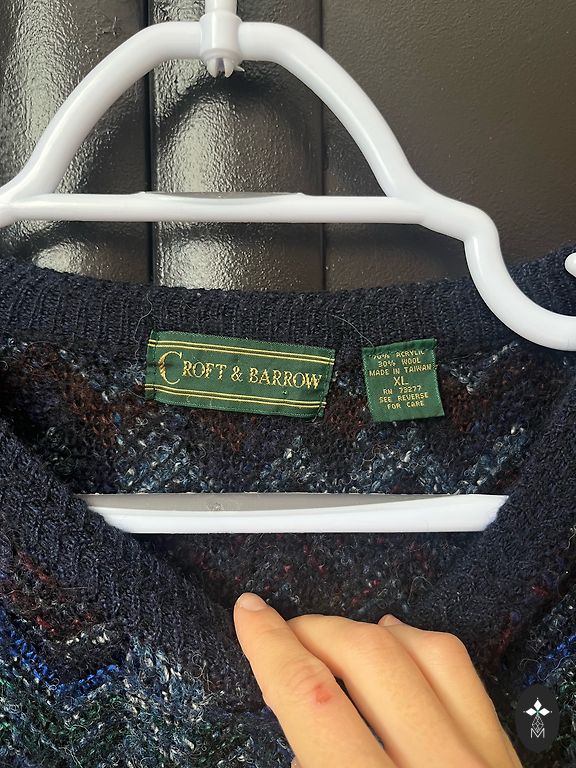 CROFT & BARROW
70% ACRYLIC
30% WOOL
MADE IN TAIWAN
XL
RN 73277
SEE REVERSE
FOR CARE
M